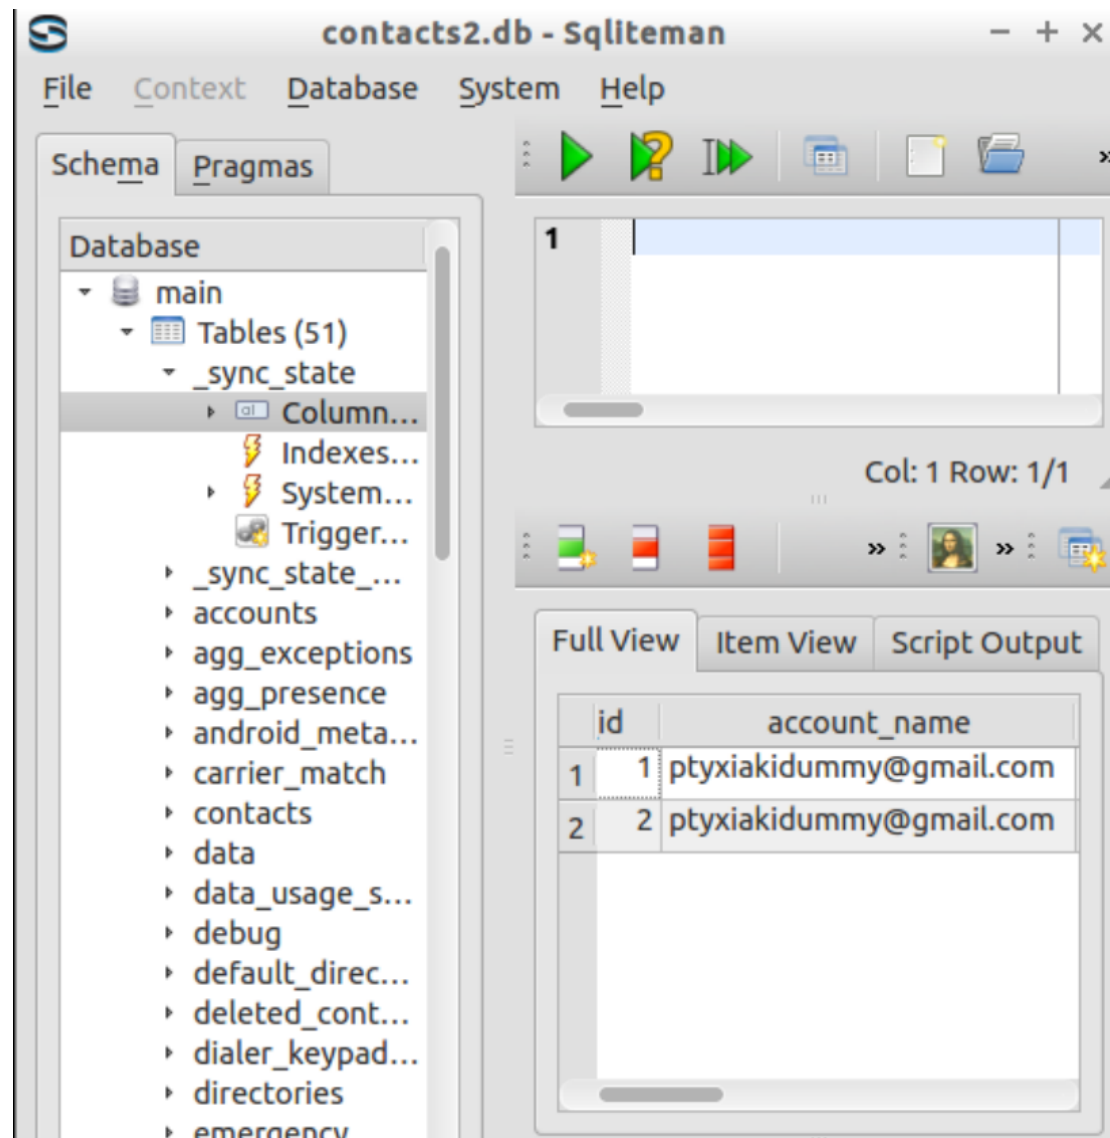 contacts2.db - Sqliteman
File Context Database System Help
Schema Pragmas
Database
main
Tables (51)
_sync_state
Column...
Indexes...
System...
Trigger...
_sync_state_...
accounts
agg_exceptions
agg_presence
android_meta...
carrier_match
contacts
data
data_usage_s...
debug
default_direc...
deleted_cont...
dialer_keypad...
directories
emergency
1
Col: 1 Row: 1/1
Full View Item View Script Output
id account_name
1 1 ptyxiakidummy@gmail.com
2 2 ptyxiakidummy@gmail.com